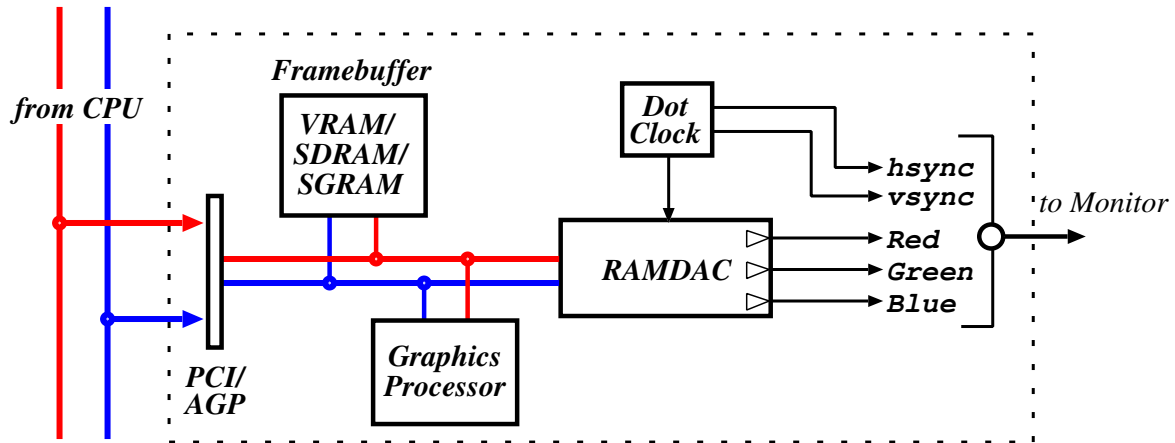 Framebuffer
from CPU
VRAM/
SDRAM/
SGRAM
Dot
Clock
hsync
vsync
to Monitor
Red
RAMDAC
Green
Blue
PCI/
AGP
Graphics
Processor